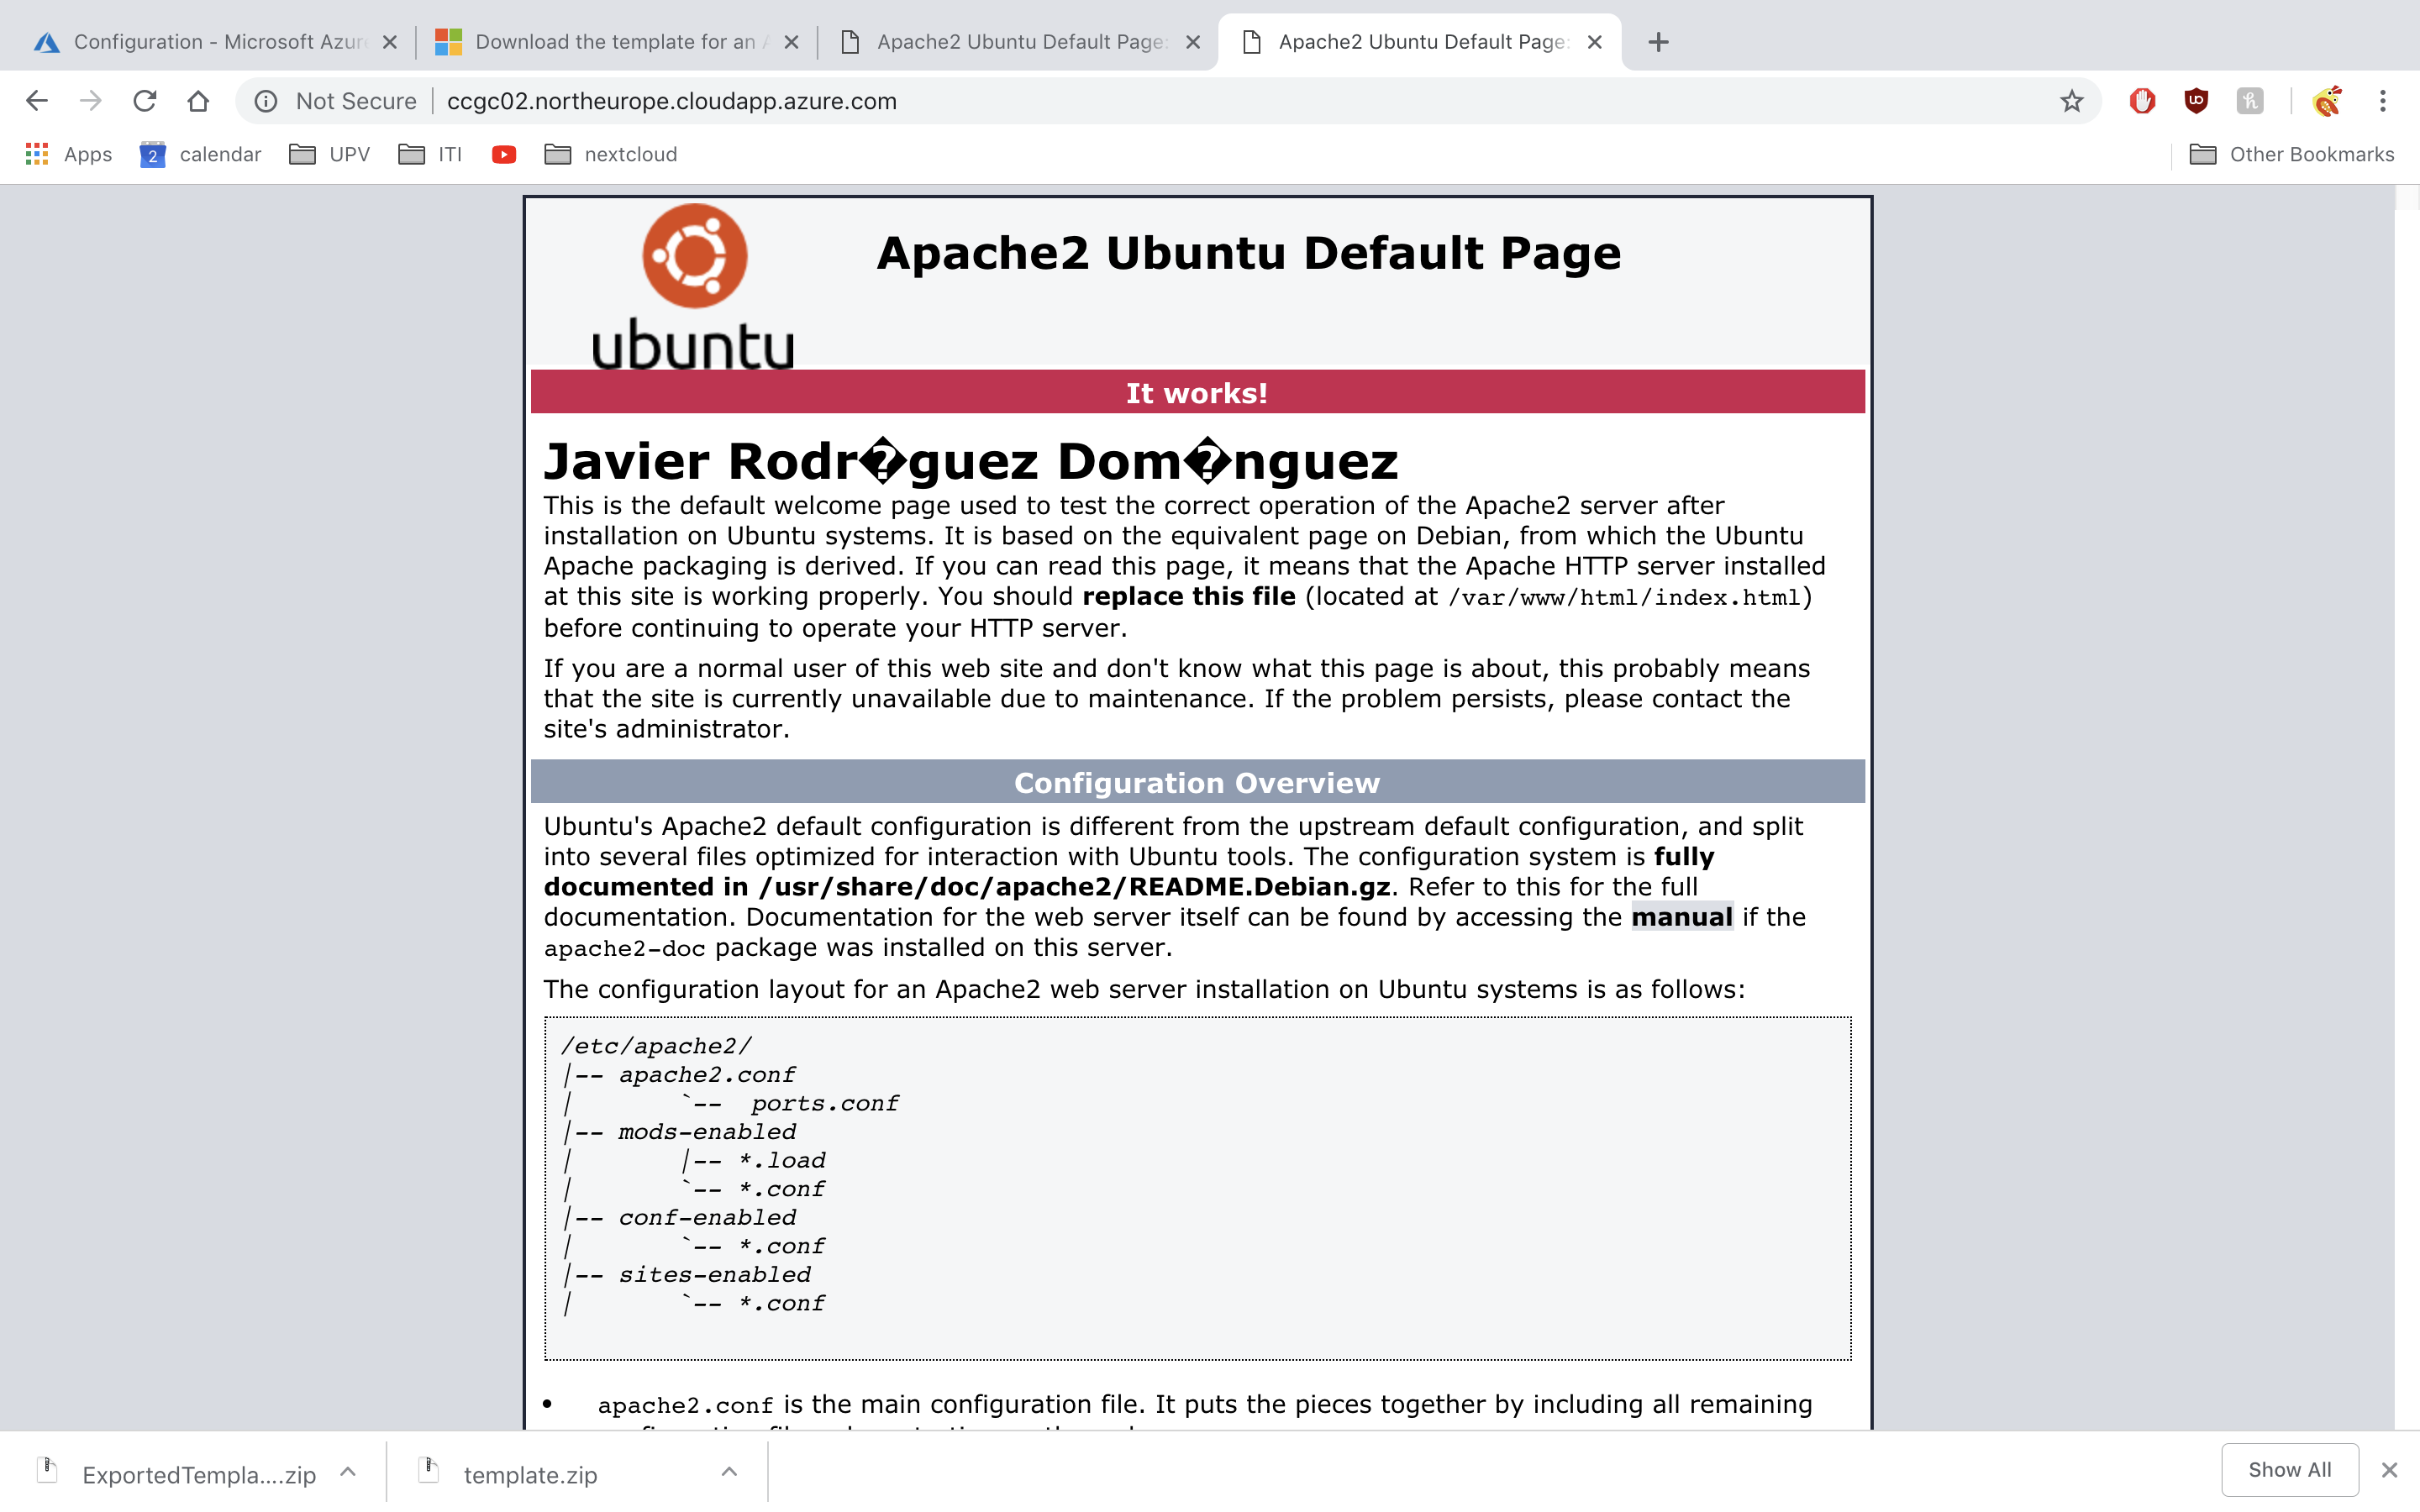 Configuration - Microsoft Azur
Download the template for an A
Apache2 Ubuntu Default Page:
Apache2 Ubuntu Default Page:
Not Secure ccgc02.northeurope.cloudapp.azure.com
Apps 2 calendar UPV ITI nextcloud Other Bookmarks
Apache2 Ubuntu Default Page
ubuntu
It works!
Javier Rodr�guez Dom�nguez
This is the default welcome page used to test the correct operation of the Apache2 server after
installation on Ubuntu systems. It is based on the equivalent page on Debian, from which the Ubuntu
Apache packaging is derived. If you can read this page, it means that the Apache HTTP server installed
at this site is working properly. You should replace this file (located at /var/www/html/index.html)
before continuing to operate your HTTP server.
If you are a normal user of this web site and don't know what this page is about, this probably means
that the site is currently unavailable due to maintenance. If the problem persists, please contact the
site's administrator.
Configuration Overview
Ubuntu's Apache2 default configuration is different from the upstream default configuration, and split
into several files optimized for interaction with Ubuntu tools. The configuration system is fully
documented in /usr/share/doc/apache2/README.Debian.gz. Refer to this for the full
documentation. Documentation for the web server itself can be found by accessing the manual if the
apache2-doc package was installed on this server.
The configuration layout for an Apache2 web server installation on Ubuntu systems is as follows:
/etc/apache2/
|-- apache2.conf
|       `--  ports.conf
|-- mods-enabled
|       |-- *.load
|       `-- *.conf
|-- conf-enabled
|       `-- *.conf
|-- sites-enabled
|       `-- *.conf
• apache2.conf is the main configuration file. It puts the pieces together by including all remaining
ExportedTempla....zip template.zip Show All